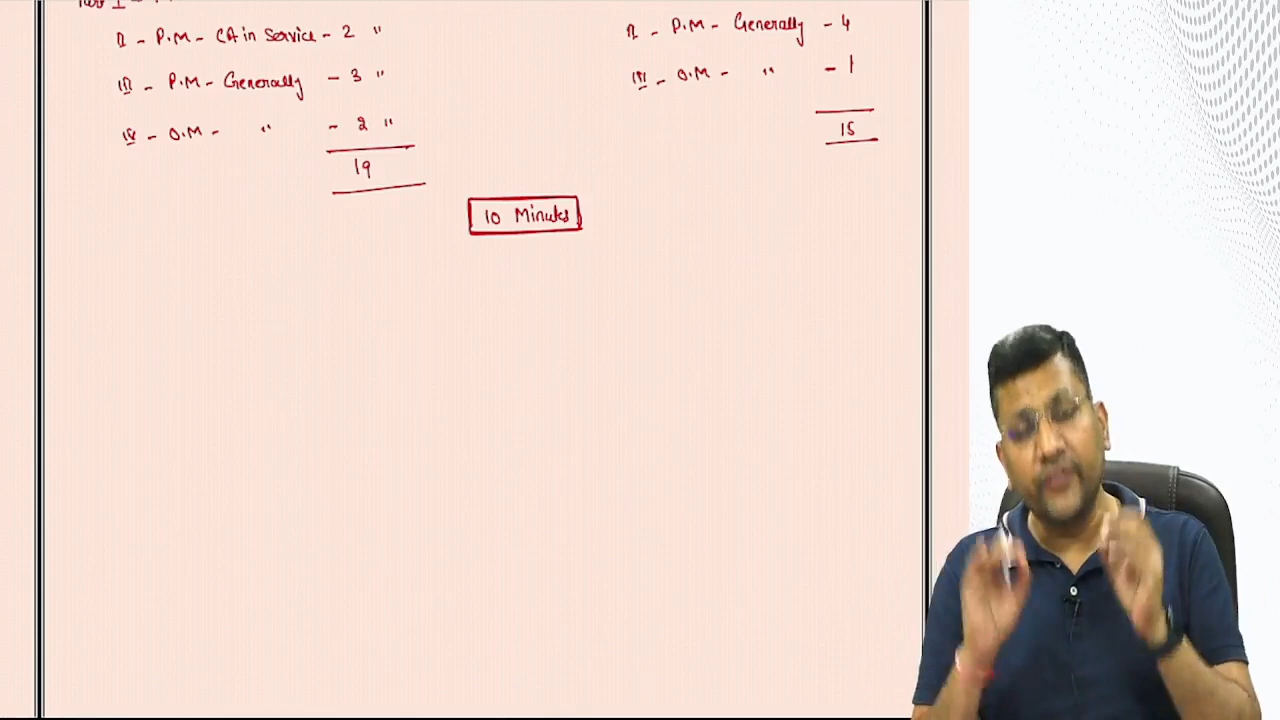 Part I -
II - P.M - CA in Service - 2 "
III - P.M - Generally - 3 "
IV - O.M - " - 2 "
19
II - P.M - Generally - 4
III - O.M - " - 1
15
10 Minutes